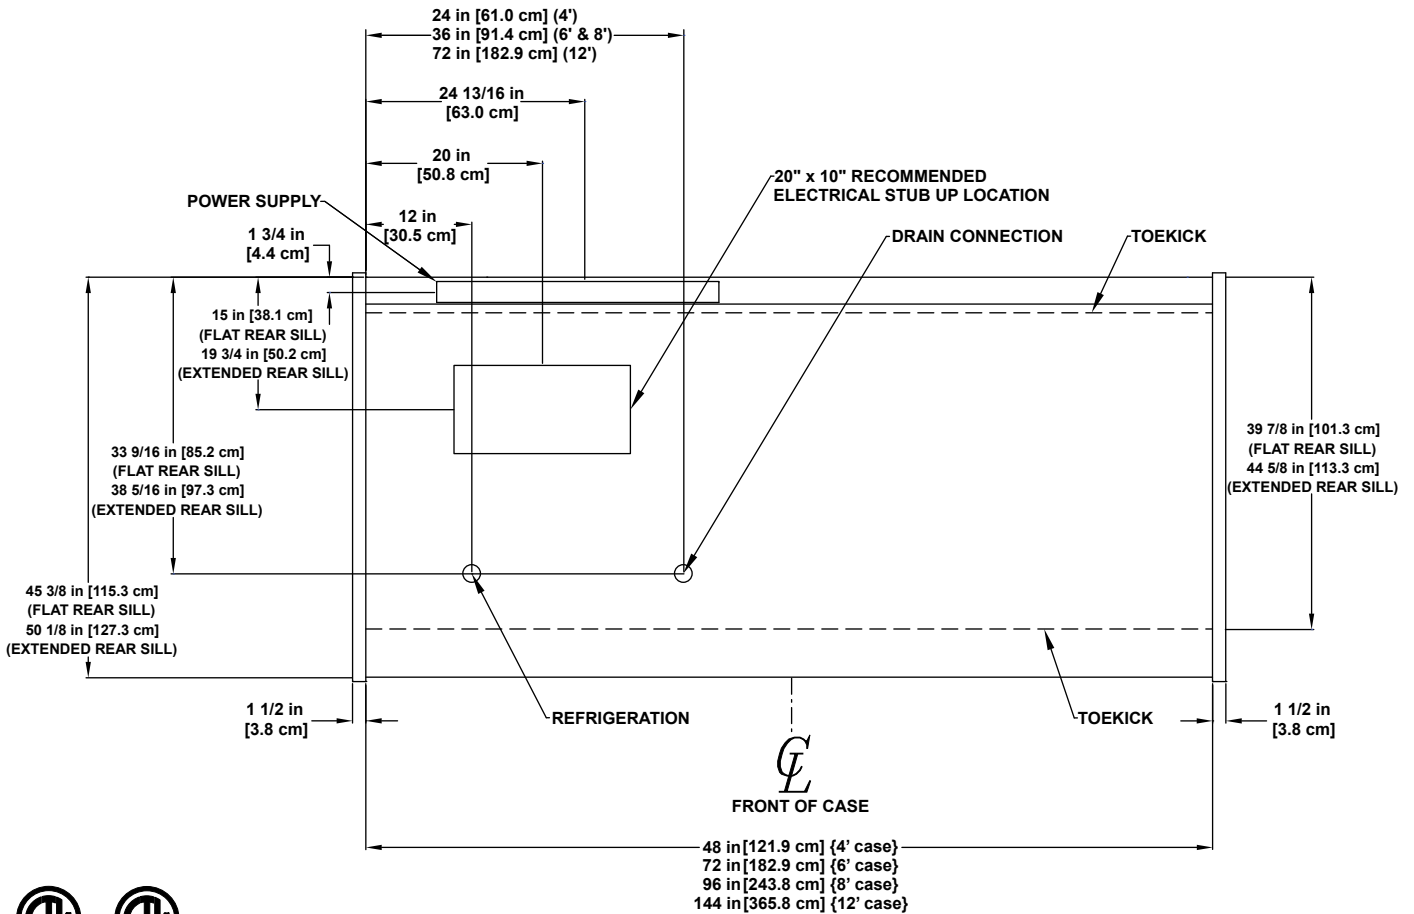 24 in [61.0 cm] (4')
36 in [91.4 cm] (6' & 8')
72 in [182.9 cm] (12')
24 13/16 in
[63.0 cm]
20 in
[50.8 cm]
20" x 10" RECOMMENDED
ELECTRICAL STUB UP LOCATION
POWER SUPPLY
12 in
[30.5 cm]
1 3/4 in
[4.4 cm]
DRAIN CONNECTION
TOEKICK
15 in [38.1 cm]
(FLAT REAR SILL)
19 3/4 in [50.2 cm]
(EXTENDED REAR SILL)
33 9/16 in [85.2 cm]
(FLAT REAR SILL)
38 5/16 in [97.3 cm]
(EXTENDED REAR SILL)
39 7/8 in [101.3 cm]
(FLAT REAR SILL)
44 5/8 in [113.3 cm]
(EXTENDED REAR SILL)
45 3/8 in [115.3 cm]
(FLAT REAR SILL)
50 1/8 in [127.3 cm]
(EXTENDED REAR SILL)
1 1/2 in
[3.8 cm]
REFRIGERATION
TOEKICK
1 1/2 in
[3.8 cm]
CL
FRONT OF CASE
48 in [121.9 cm] {4’ case}
72 in [182.9 cm] {6’ case}
96 in [243.8 cm] {8’ case}
144 in [365.8 cm] {12’ case}